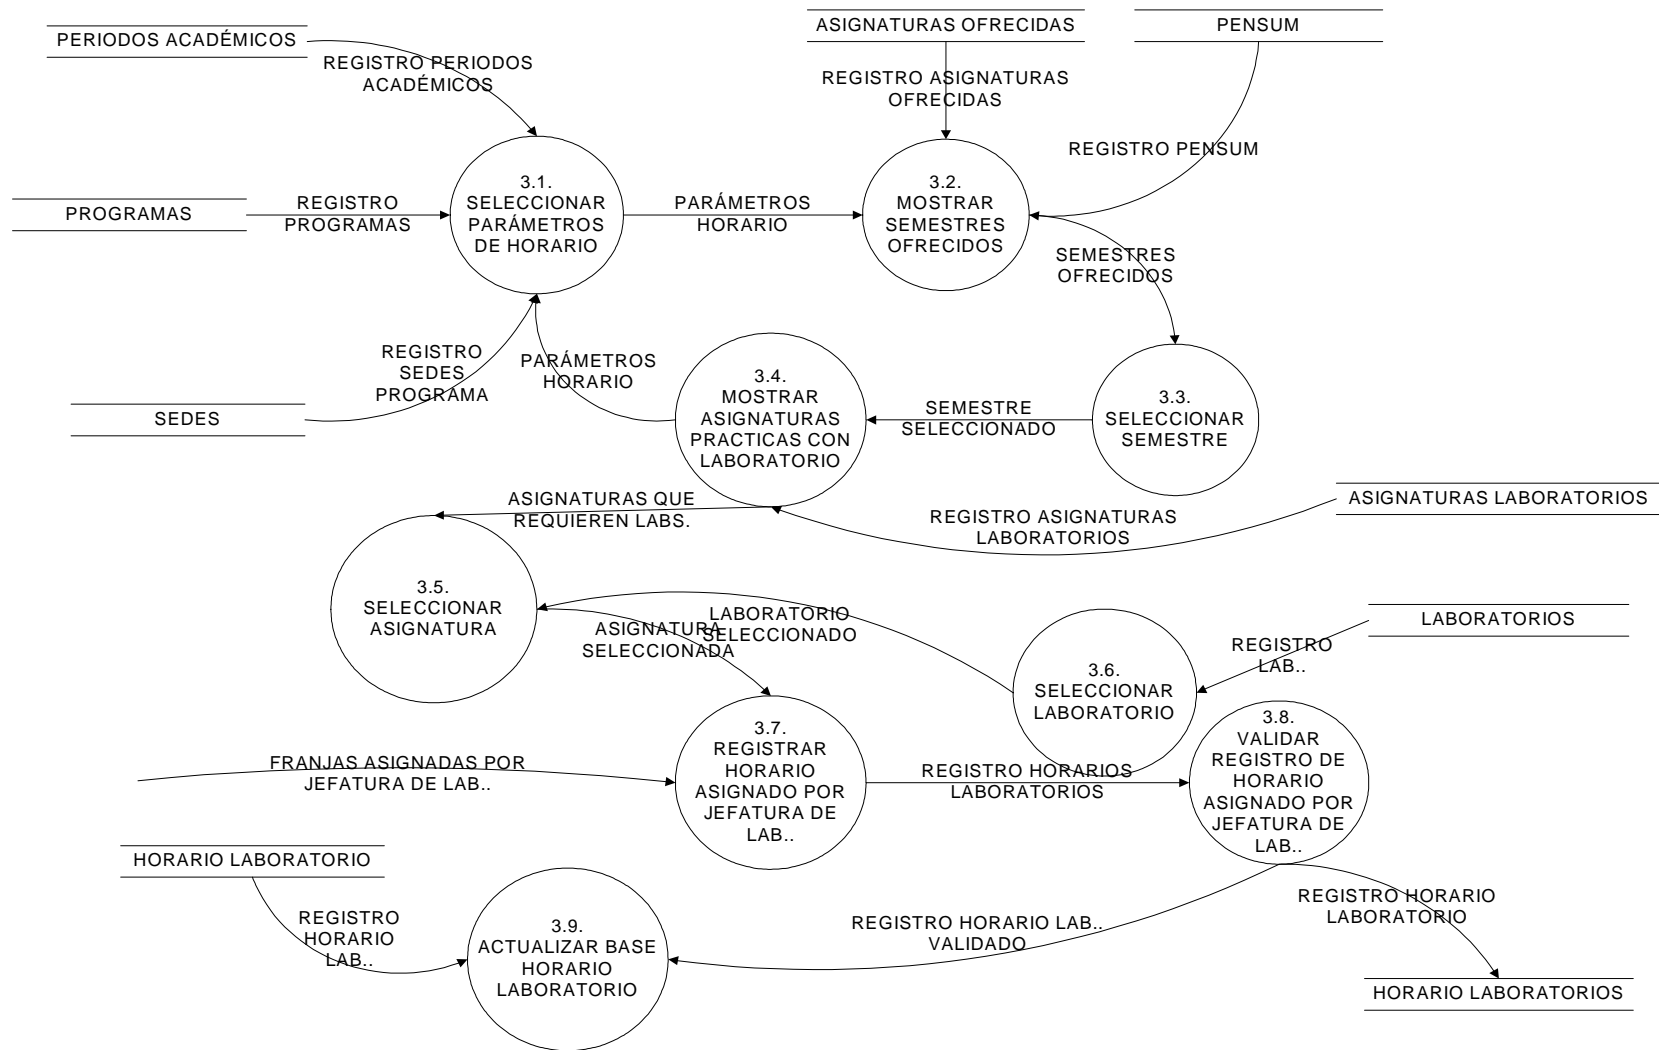 PERIODOS ACADÉMICOS
REGISTRO PERIODOS
ACADÉMICOS
ASIGNATURAS OFRECIDAS
REGISTRO ASIGNATURAS
OFRECIDAS
PENSUM
REGISTRO PENSUM
PROGRAMAS
REGISTRO
PROGRAMAS
3.1.
SELECCIONAR
PARÁMETROS
DE HORARIO
PARÁMETROS
HORARIO
3.2.
MOSTRAR
SEMESTRES
OFRECIDOS
SEMESTRES
OFRECIDOS
SEDES
REGISTRO
SEDES
PROGRAMA
PARÁMETROS
HORARIO
3.4.
MOSTRAR
ASIGNATURAS
PRACTICAS CON
LABORATORIO
SEMESTRE
SELECCIONADO
3.3.
SELECCIONAR
SEMESTRE
ASIGNATURAS QUE
REQUIEREN LABS.
REGISTRO ASIGNATURAS
LABORATORIOS
ASIGNATURAS LABORATORIOS
3.5.
SELECCIONAR
ASIGNATURA
ASIGNATURA
SELECCIONADA
LABORATORIO
SELECCIONADO
3.6.
SELECCIONAR
LABORATORIO
REGISTRO
LAB..
LABORATORIOS
FRANJAS ASIGNADAS POR
JEFATURA DE LAB..
3.7.
REGISTRAR
HORARIO
ASIGNADO POR
JEFATURA DE
LAB..
REGISTRO HORARIOS
LABORATORIOS
3.8.
VALIDAR
REGISTRO DE
HORARIO
ASIGNADO POR
JEFATURA DE
LAB..
HORARIO LABORATORIO
REGISTRO
HORARIO
LAB..
3.9.
ACTUALIZAR BASE
HORARIO
LABORATORIO
REGISTRO HORARIO LAB..
VALIDADO
REGISTRO HORARIO
LABORATORIO
HORARIO LABORATORIOS